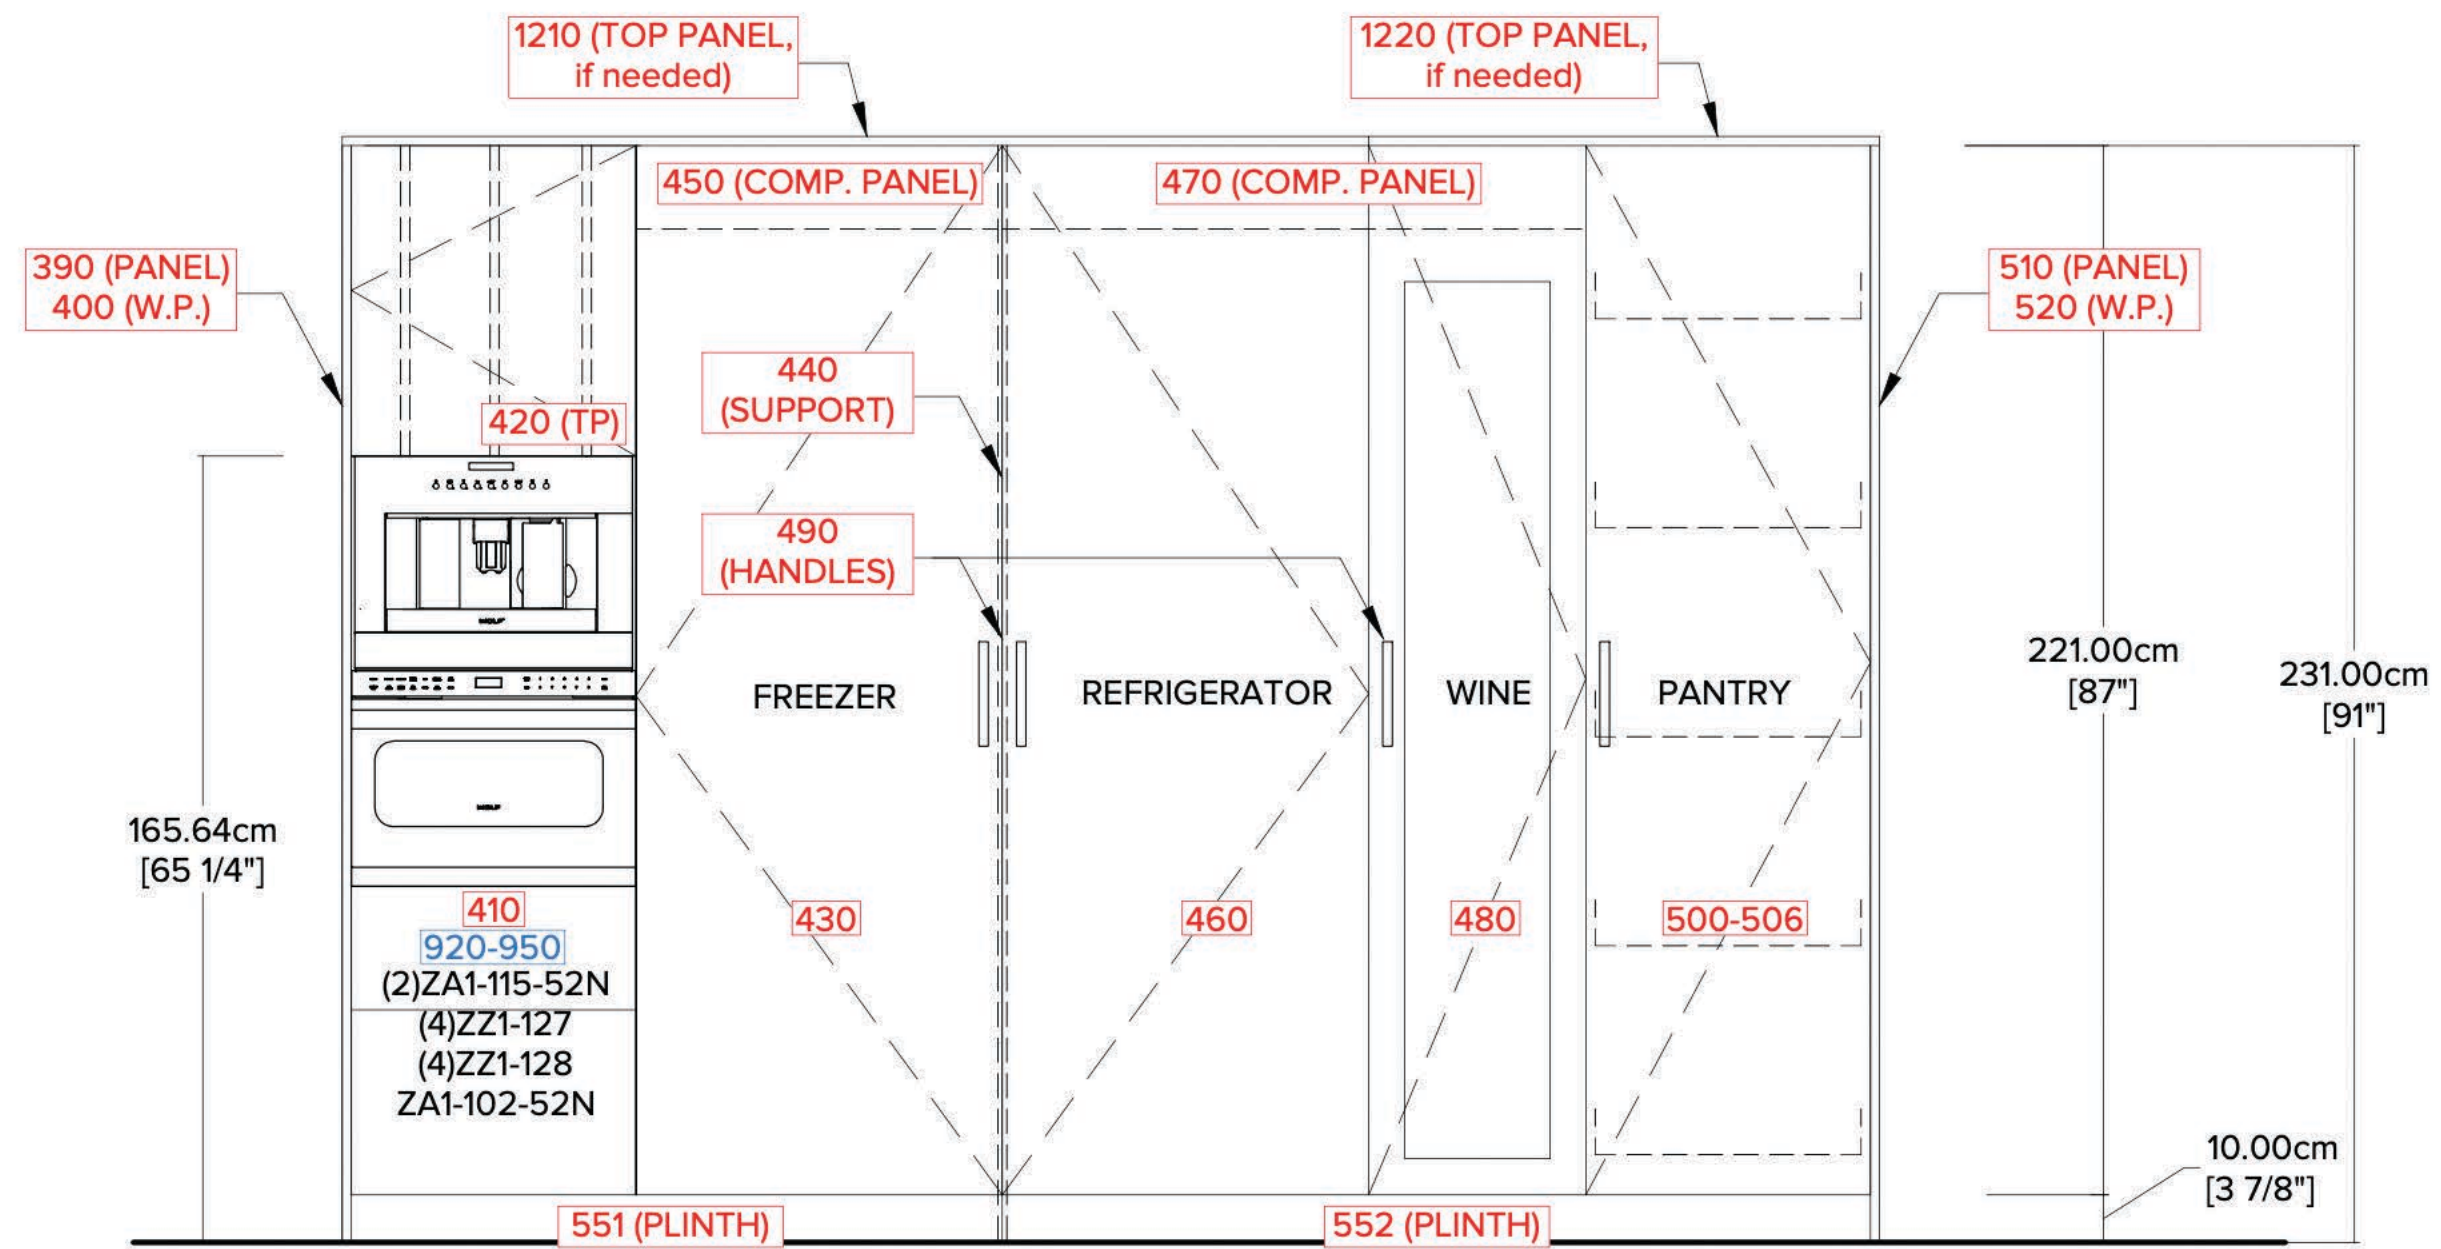 1210 (TOP PANEL,
if needed)
1220 (TOP PANEL,
if needed)
450 (COMP. PANEL)
470 (COMP. PANEL)
390 (PANEL)
400 (W.P.)
510 (PANEL)
520 (W.P.)
440
(SUPPORT)
420 (TP)
490
(HANDLES)
WOLF
FREEZER
REFRIGERATOR
WINE
PANTRY
221.00cm
[87"]
231.00cm
[91"]
WOLF
165.64cm
[65 1/4"]
410
920-950
(2)ZA1-115-52N
(4)ZZ1-127
(4)ZZ1-128
ZA1-102-52N
430
460
480
500-506
10.00cm
[3 7/8"]
551 (PLINTH)
552 (PLINTH)